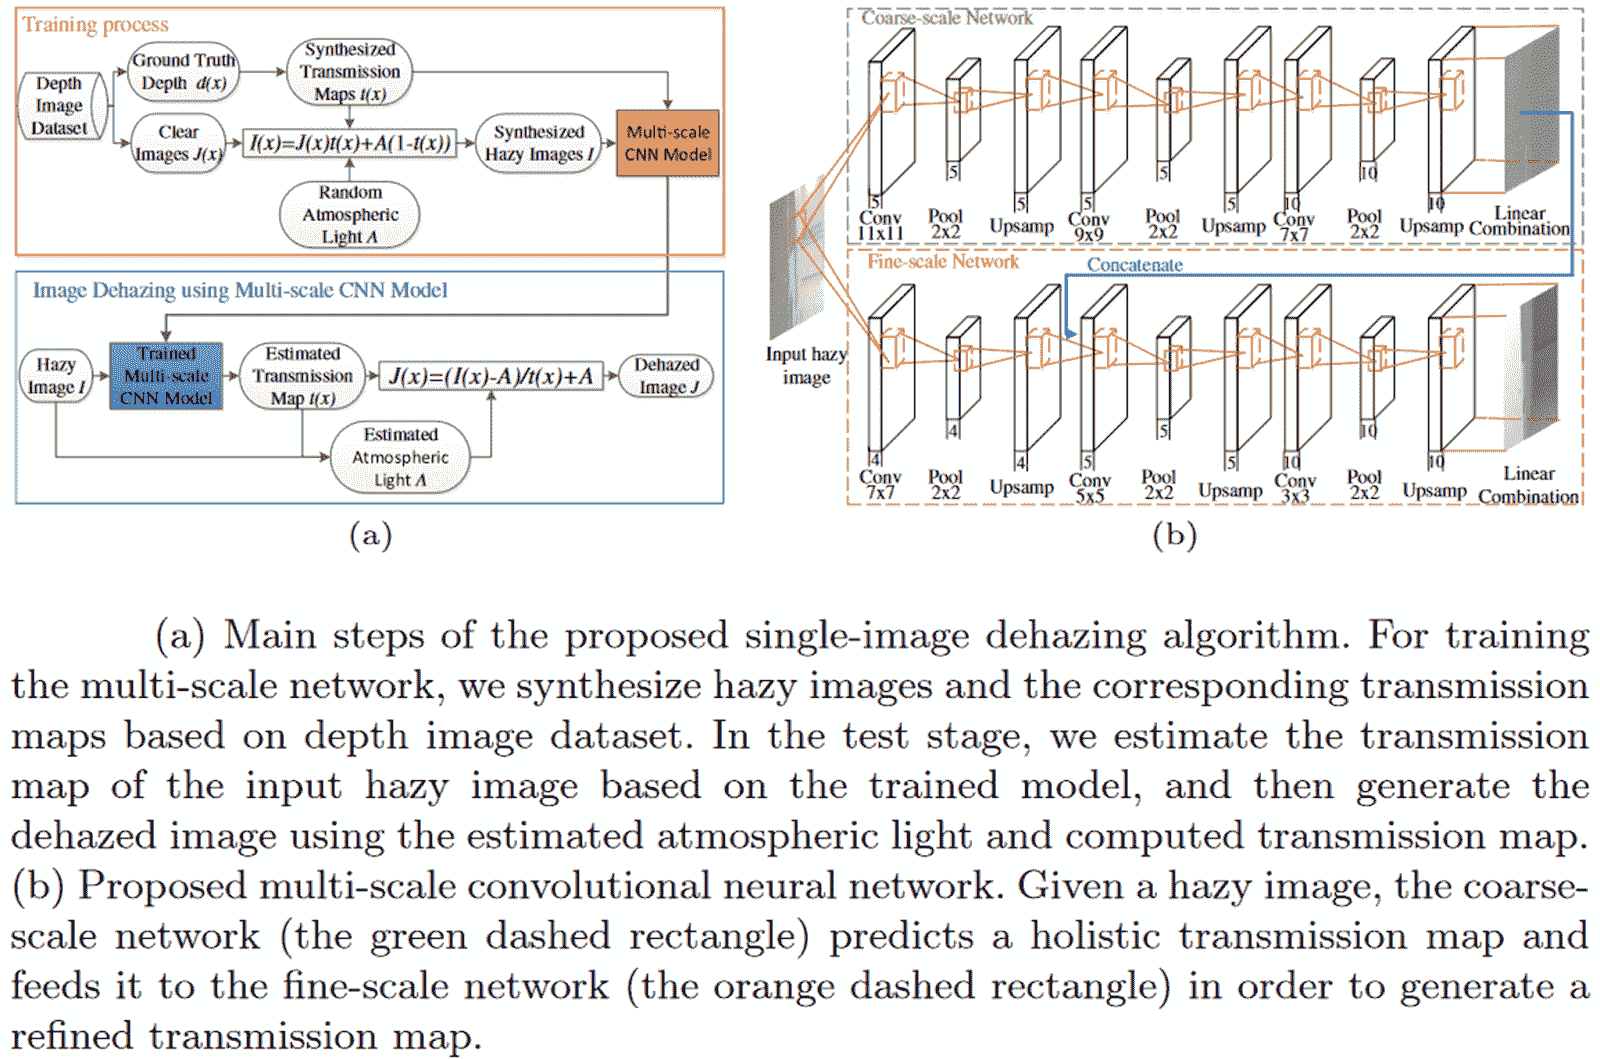 Training process
Depth
Image
Dataset
Ground Truth
Depth d(x)
Synthesized
Transmission
Maps t(x)
Clear
Images J(x)
I(x)=J(x)t(x)+A(1-t(x))
Synthesized
Hazy Images I
Multi-scale
CNN Model
Random
Atmospheric
Light A
Image Dehazing using Multi-scale CNN Model
Hazy
Image I
Trained
Multi-scale
CNN Model
Estimated
Transmission
Map t(x)
J(x)=(I(x)-A)/t(x)+A
Dehazed
Image J
Estimated
Atmospheric
Light A
(a)
Coarse-scale Network
5 5 5 5 5 5 10 10 10
Conv 11x11
Pool 2x2
Upsamp
Conv 9x9
Pool 2x2
Upsamp
Conv 7x7
Pool 2x2
Upsamp
Linear Combination
Input hazy
image
Fine-scale Network
Concatenate
4 4 4 5 5 5 10 10 10
Conv 7x7
Pool 2x2
Upsamp
Conv 5x5
Pool 2x2
Upsamp
Conv 3x3
Pool 2x2
Upsamp
Linear Combination
(b)
(a) Main steps of the proposed single-image dehazing algorithm. For training
the multi-scale network, we synthesize hazy images and the corresponding transmission
maps based on depth image dataset. In the test stage, we estimate the transmission
map of the input hazy image based on the trained model, and then generate the
dehazed image using the estimated atmospheric light and computed transmission map.
(b) Proposed multi-scale convolutional neural network. Given a hazy image, the coarse-
scale network (the green dashed rectangle) predicts a holistic transmission map and
feeds it to the fine-scale network (the orange dashed rectangle) in order to generate a
refined transmission map.